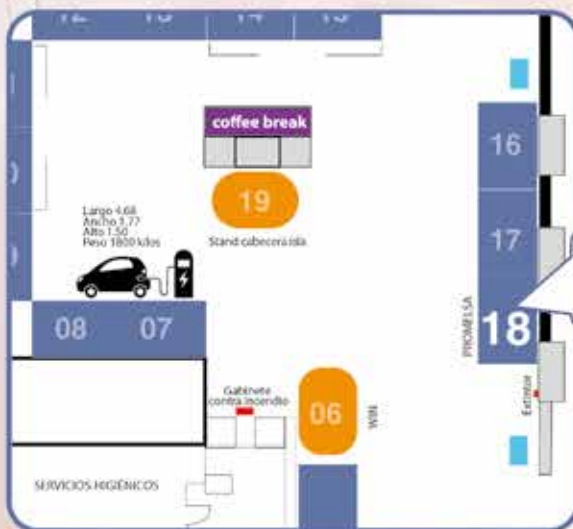 coffee break
16
19
Stand cabecera isla
17
Largo 4.68
Ancho 1.77
Alto 1.50
Peso 1800 kilos
08
07
PROMELSA
18
Gabinete
contra incendio
06
WIN
Extintor
SERVICIOS HIGIÉNICOS